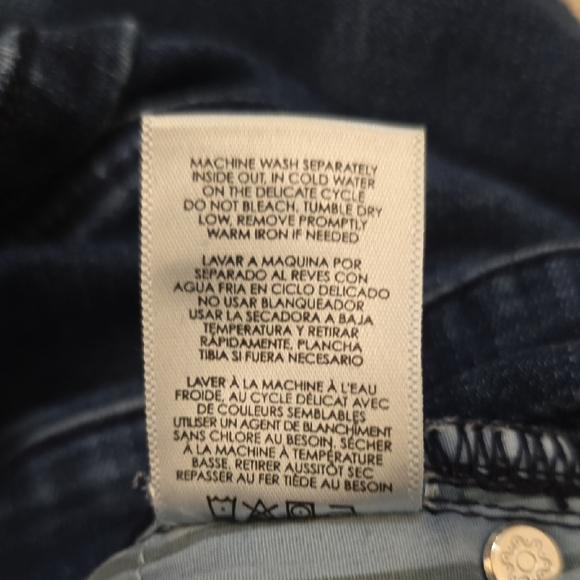 MACHINE WASH SEPARATELY
INSIDE OUT, IN COLD WATER
ON THE DELICATE CYCLE
DO NOT BLEACH, TUMBLE DRY
LOW, REMOVE PROMPTLY
WARM IRON IF NEEDED
LAVAR A MAQUINA POR
SEPARADO AL REVES CON
AGUA FRIA EN CICLO DELICADO
NO USAR BLANQUEADOR
USAR LA SECADORA A BAJA
TEMPERATURA Y RETIRAR
RÁPIDAMENTE, PLANCHA
TIBIA SI FUERA NECESARIO
LAVER À LA MACHINE À L'EAU
FROIDE, AU CYCLE DÉLICAT AVEC
DE COULEURS SEMBLABLES
UTILISER UN AGENT DE BLANCHIMENT
SANS CHLORE AU BESOIN, SÉCHER
À LA MACHINE À TEMPÉRATURE
BASSE, RETIRER AUSSITÔT SEC
REPASSER AU FER TIÈDE AU BESOIN